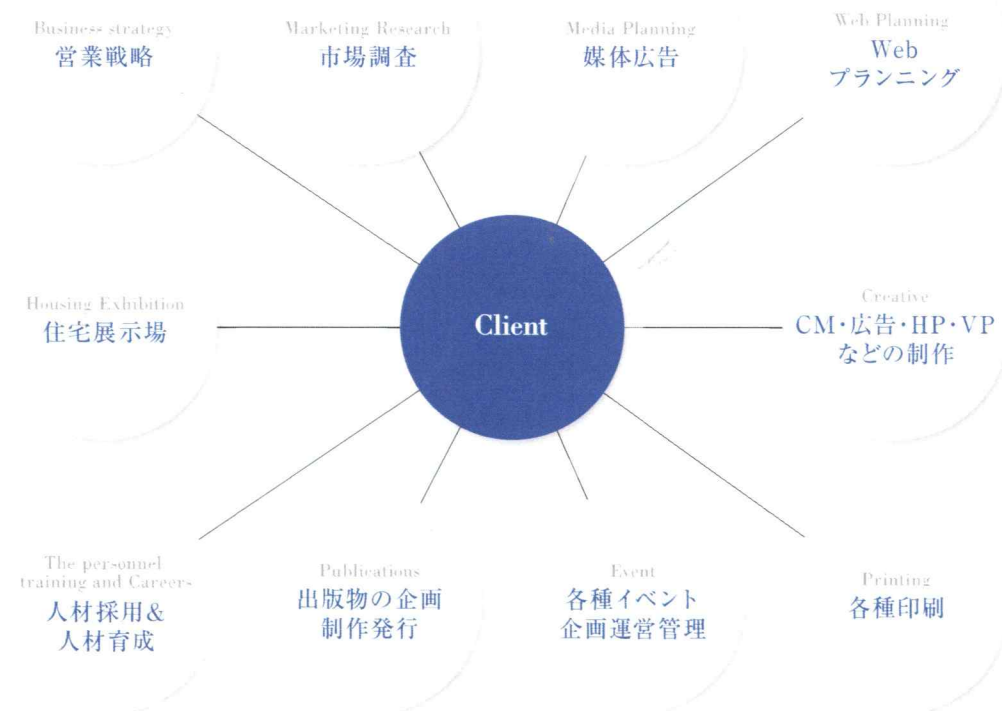 Business strategy
営業戦略
Marketing Research
市場調査
Media Planning
媒体広告
Web Planning
Web
プランニング
Housing Exhibition
住宅展示場
Client
Creative
CM・広告・HP・VP
などの制作
The personnel
training and Careers
人材採用&
人材育成
Publications
出版物の企画
制作発行
Event
各種イベント
企画運営管理
Printing
各種印刷